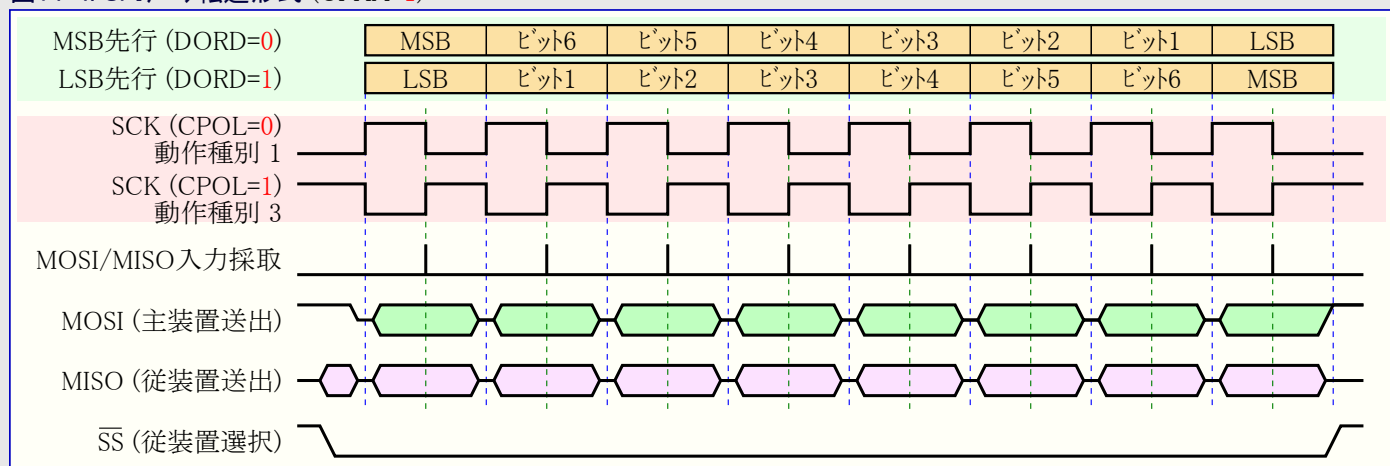 MSB先行 (DORD=0) MSB ビット6 ビット5 ビット4 ビット3 ビット2 ビット1 LSB
LSB先行 (DORD=1) LSB ビット1 ビット2 ビット3 ビット4 ビット5 ビット6 MSB
SCK (CPOL=0)
動作種別 1
SCK (CPOL=1)
動作種別 3
MOSI/MISO入力採取
MOSI (主装置送出)
MISO (従装置送出)
SS (従装置選択)